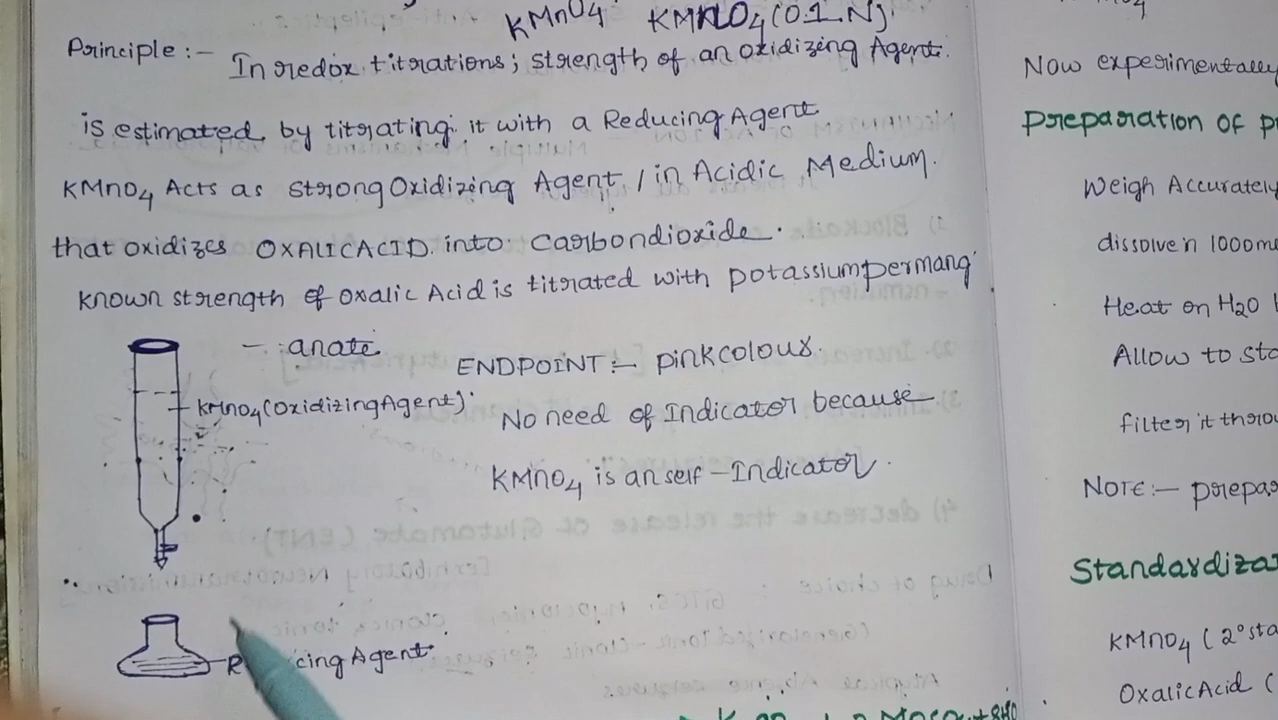 KMnO4 KMnO4(0.1 N)
Principle :- In redox titrations; strength of an oxidizing Agent.
is estimated by titrating it with a Reducing Agent
KMnO4 Acts as strong Oxidizing Agent / in Acidic Medium.
that oxidizes OXALIC ACID into Carbondioxide.
known strength of oxalic Acid is titrated with potassium permang
- anate
ENDPOINT :- pink colour.
KMnO4 (Oxidizing Agent).
No need of Indicator because
KMnO4 is an self - Indicator.
cing Agent.
Now experimentally
preparation of
Weigh Accurately
dissolve in 1000m
Heat on H2O
Allow to sta
filter it throu
NOTE :- prepar
Standardiza
KMnO4 (2° sta
Oxalic Acid (